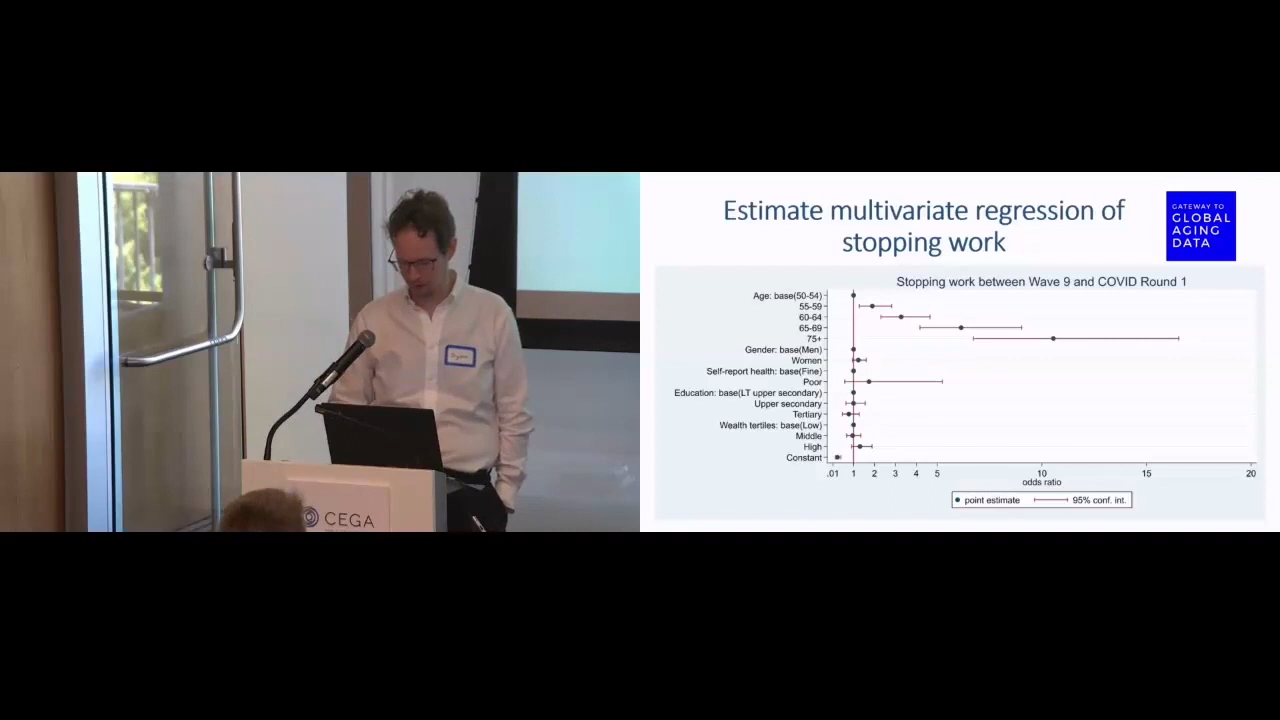 CEGA
Estimate multivariate regression of
stopping work
GATEWAY TO
GLOBAL
AGING
DATA
Stopping work between Wave 9 and COVID Round 1
Age: base(50-54)
55-59
60-64
65-69
75+
Gender: base(Men)
Women
Self-report health: base(Fine)
Poor
Education: base(LT upper secondary)
Upper secondary
Tertiary
Wealth tertiles: base(Low)
Middle
High
Constant
.01 1 2 3 4 5 10 15 20
odds ratio
point estimate 95% conf. int.